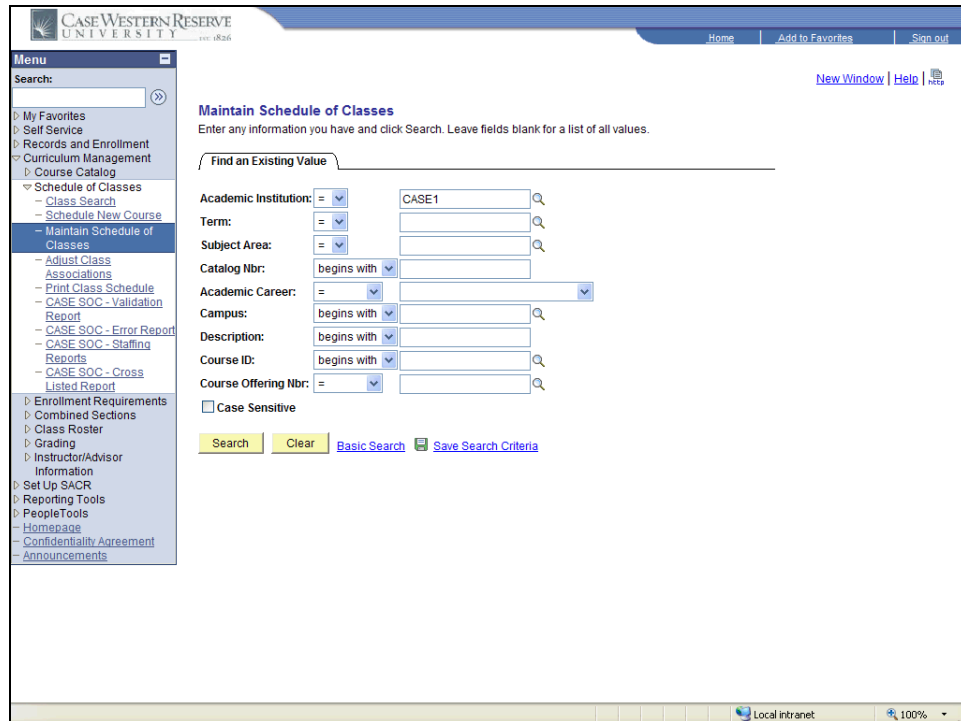 CASE WESTERN RESERVE
UNIVERSITY EST 1826
Home Add to Favorites Sign out
Menu
Search:
New Window | Help | http
My Favorites
Self Service
Records and Enrollment
Curriculum Management
Course Catalog
Schedule of Classes
Class Search
Schedule New Course
Maintain Schedule of
Classes
Adjust Class
Associations
Print Class Schedule
CASE SOC - Validation
Report
CASE SOC - Error Report
CASE SOC - Staffing
Reports
CASE SOC - Cross
Listed Report
Enrollment Requirements
Combined Sections
Class Roster
Grading
Instructor/Advisor
Information
Set Up SACR
Reporting Tools
PeopleTools
Homepage
Confidentiality Agreement
Announcements
Maintain Schedule of Classes
Enter any information you have and click Search. Leave fields blank for a list of all values.
Find an Existing Value
Academic Institution: = CASE1
Term: =
Subject Area: =
Catalog Nbr: begins with
Academic Career: =
Campus: begins with
Description: begins with
Course ID: begins with
Course Offering Nbr: =
Case Sensitive
Search Clear Basic Search Save Search Criteria
Local intranet 100%